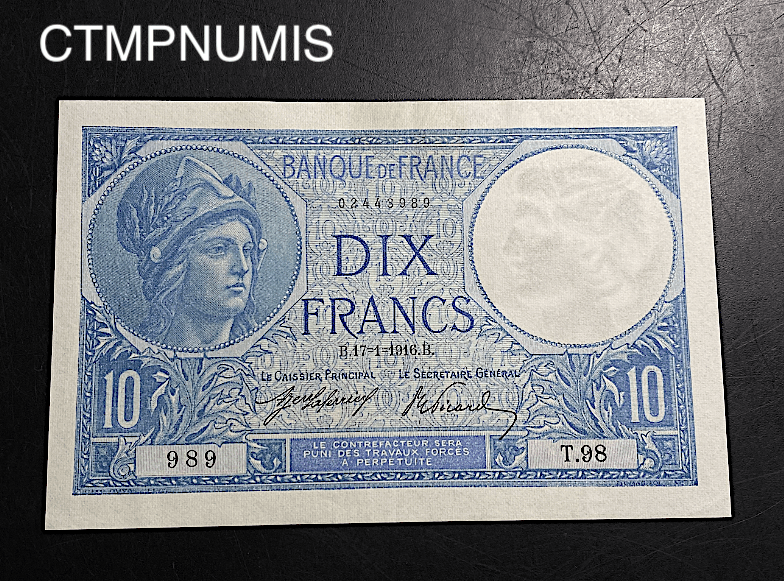 CTMPNUMIS
BANQUE DE FRANCE
02443989
DIX
FRANCS
B.17-1-1916.B.
LE CAISSIER PRINCIPAL LE SECRÉTAIRE GÉNÉRAL
10 10
989 T.98
LE CONTREFACTEUR SERA
PUNI DES TRAVAUX FORCÉS
À PERPÉTUITÉ